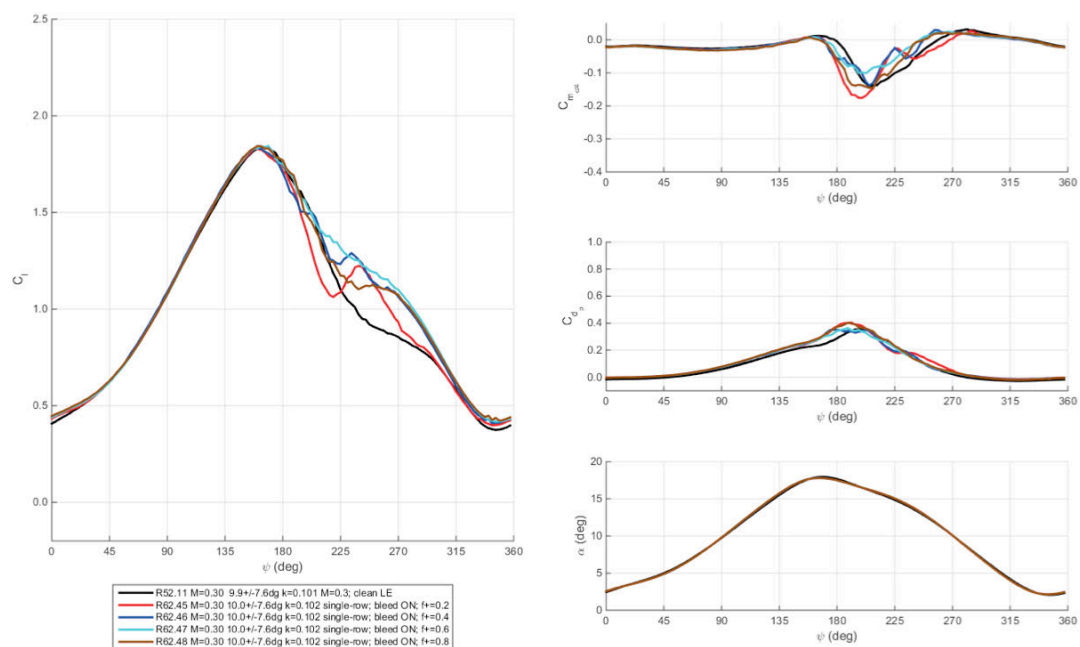 2.5
2.0
1.5
1.0
0.5
0.0
C_l
0 45 90 135 180 225 270 315 360
ψ (deg)
R52.11 M=0.30 9.9+/-7.6dg k=0.101 M=0.3; clean LE
R62.45 M=0.30 10.0+/-7.6dg k=0.102 single-row; bleed ON; f+=0.2
R62.46 M=0.30 10.0+/-7.6dg k=0.102 single-row; bleed ON; f+=0.4
R62.47 M=0.30 10.0+/-7.6dg k=0.102 single-row; bleed ON; f+=0.6
R62.48 M=0.30 10.0+/-7.6dg k=0.102 single-row; bleed ON; f+=0.8
0.0
-0.1
-0.2
-0.3
-0.4
C_m
0 45 90 135 180 225 270 315 360
ψ (deg)
1.0
0.8
0.6
0.4
0.2
0.0
C_d_p
0 45 90 135 180 225 270 315 360
ψ (deg)
20
15
10
5
0
α (deg)
0 45 90 135 180 225 270 315 360
ψ (deg)